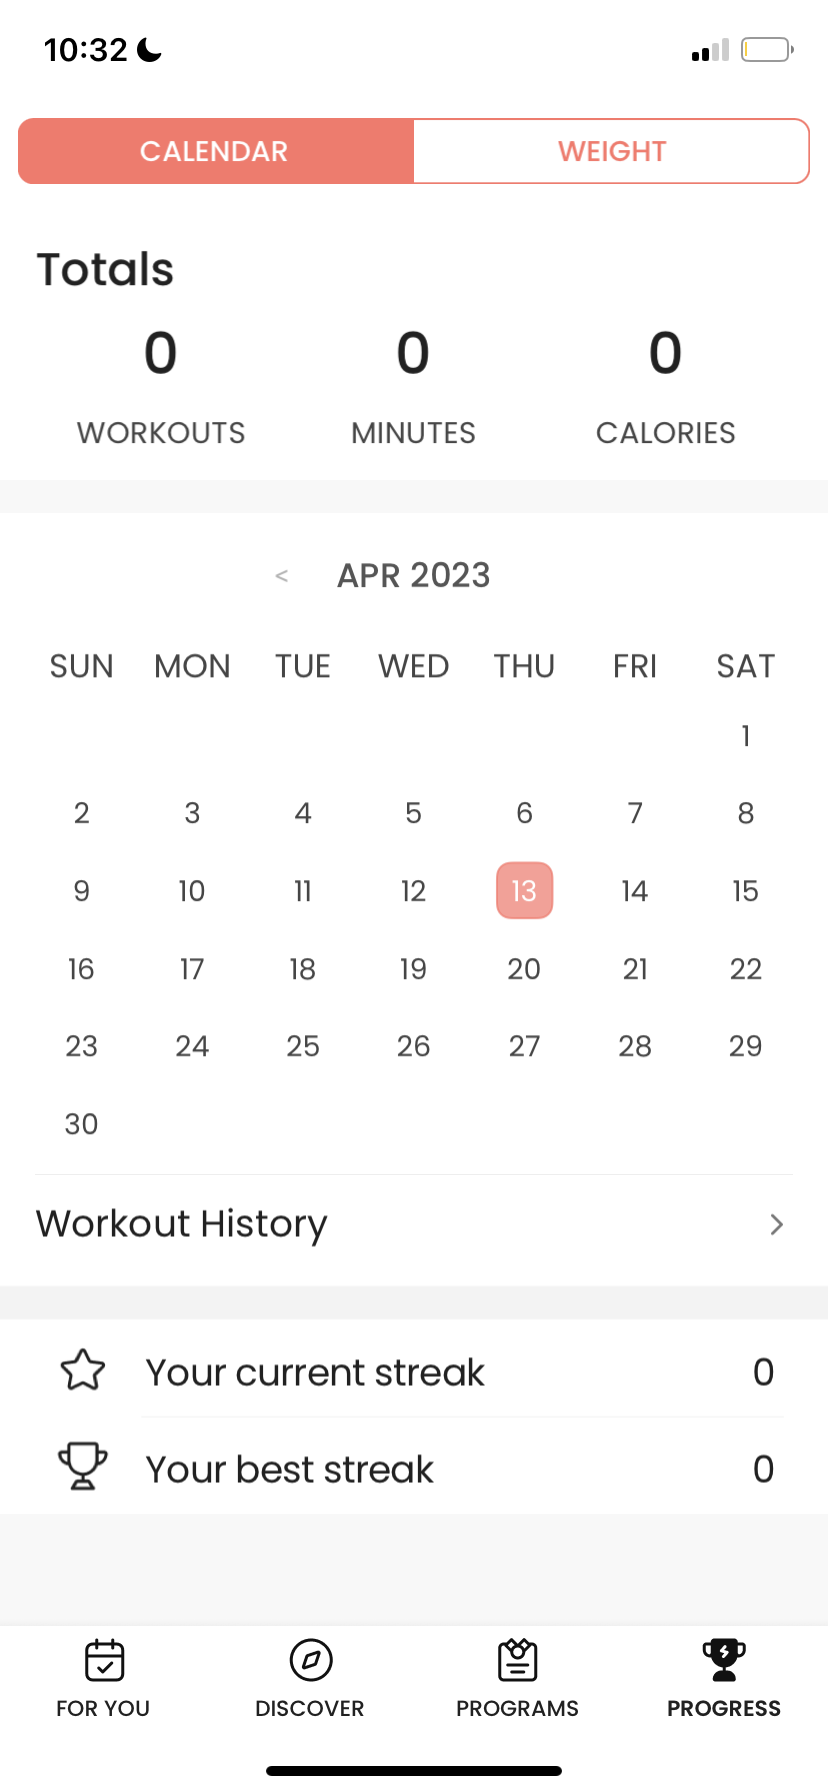 10:32
CALENDAR WEIGHT
Totals
0 0 0
WORKOUTS MINUTES CALORIES
< APR 2023
SUN MON TUE WED THU FRI SAT
1
2 3 4 5 6 7 8
9 10 11 12 13 14 15
16 17 18 19 20 21 22
23 24 25 26 27 28 29
30
Workout History >
Your current streak 0
Your best streak 0
FOR YOU DISCOVER PROGRAMS PROGRESS